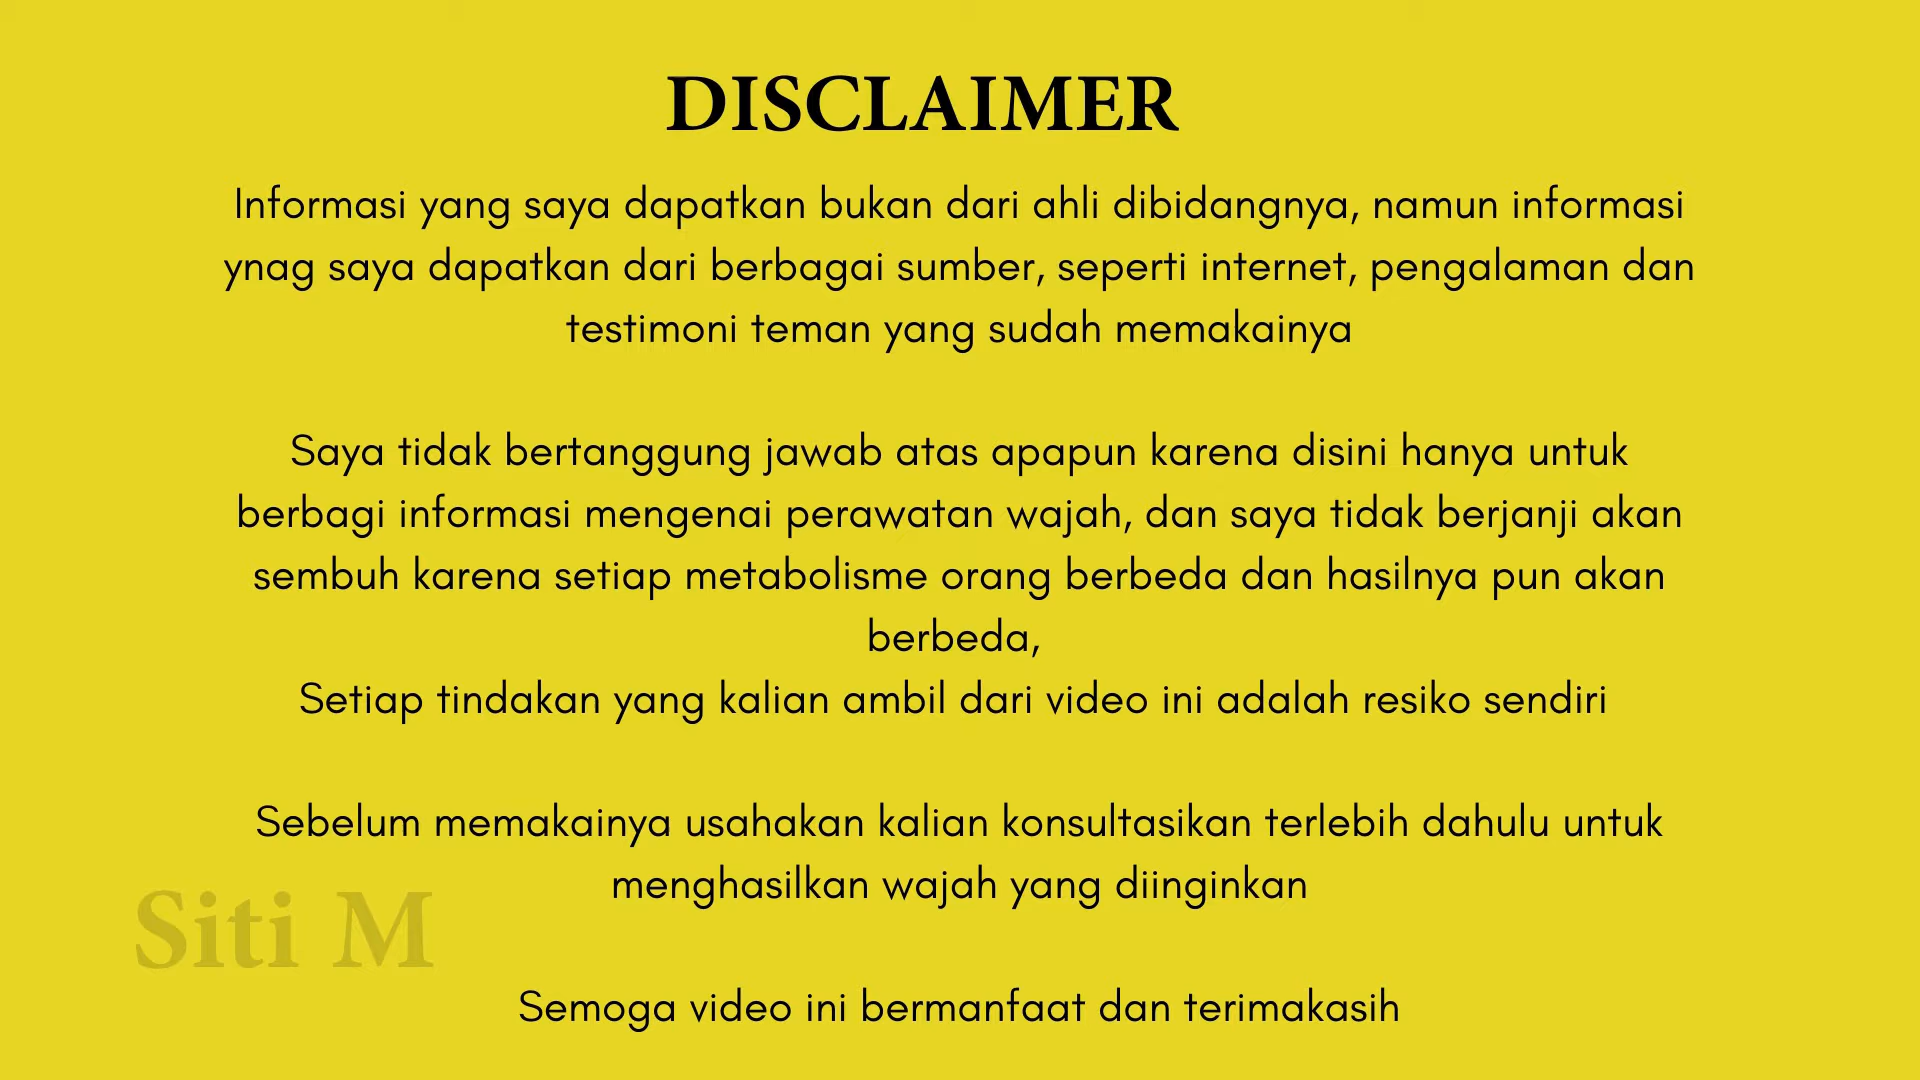 DISCLAIMER
Informasi yang saya dapatkan bukan dari ahli dibidangnya, namun informasi
ynag saya dapatkan dari berbagai sumber, seperti internet, pengalaman dan
testimoni teman yang sudah memakainya
Saya tidak bertanggung jawab atas apapun karena disini hanya untuk
berbagi informasi mengenai perawatan wajah, dan saya tidak berjanji akan
sembuh karena setiap metabolisme orang berbeda dan hasilnya pun akan
berbeda,
Setiap tindakan yang kalian ambil dari video ini adalah resiko sendiri
Sebelum memakainya usahakan kalian konsultasikan terlebih dahulu untuk
menghasilkan wajah yang diinginkan
Siti M
Semoga video ini bermanfaat dan terimakasih